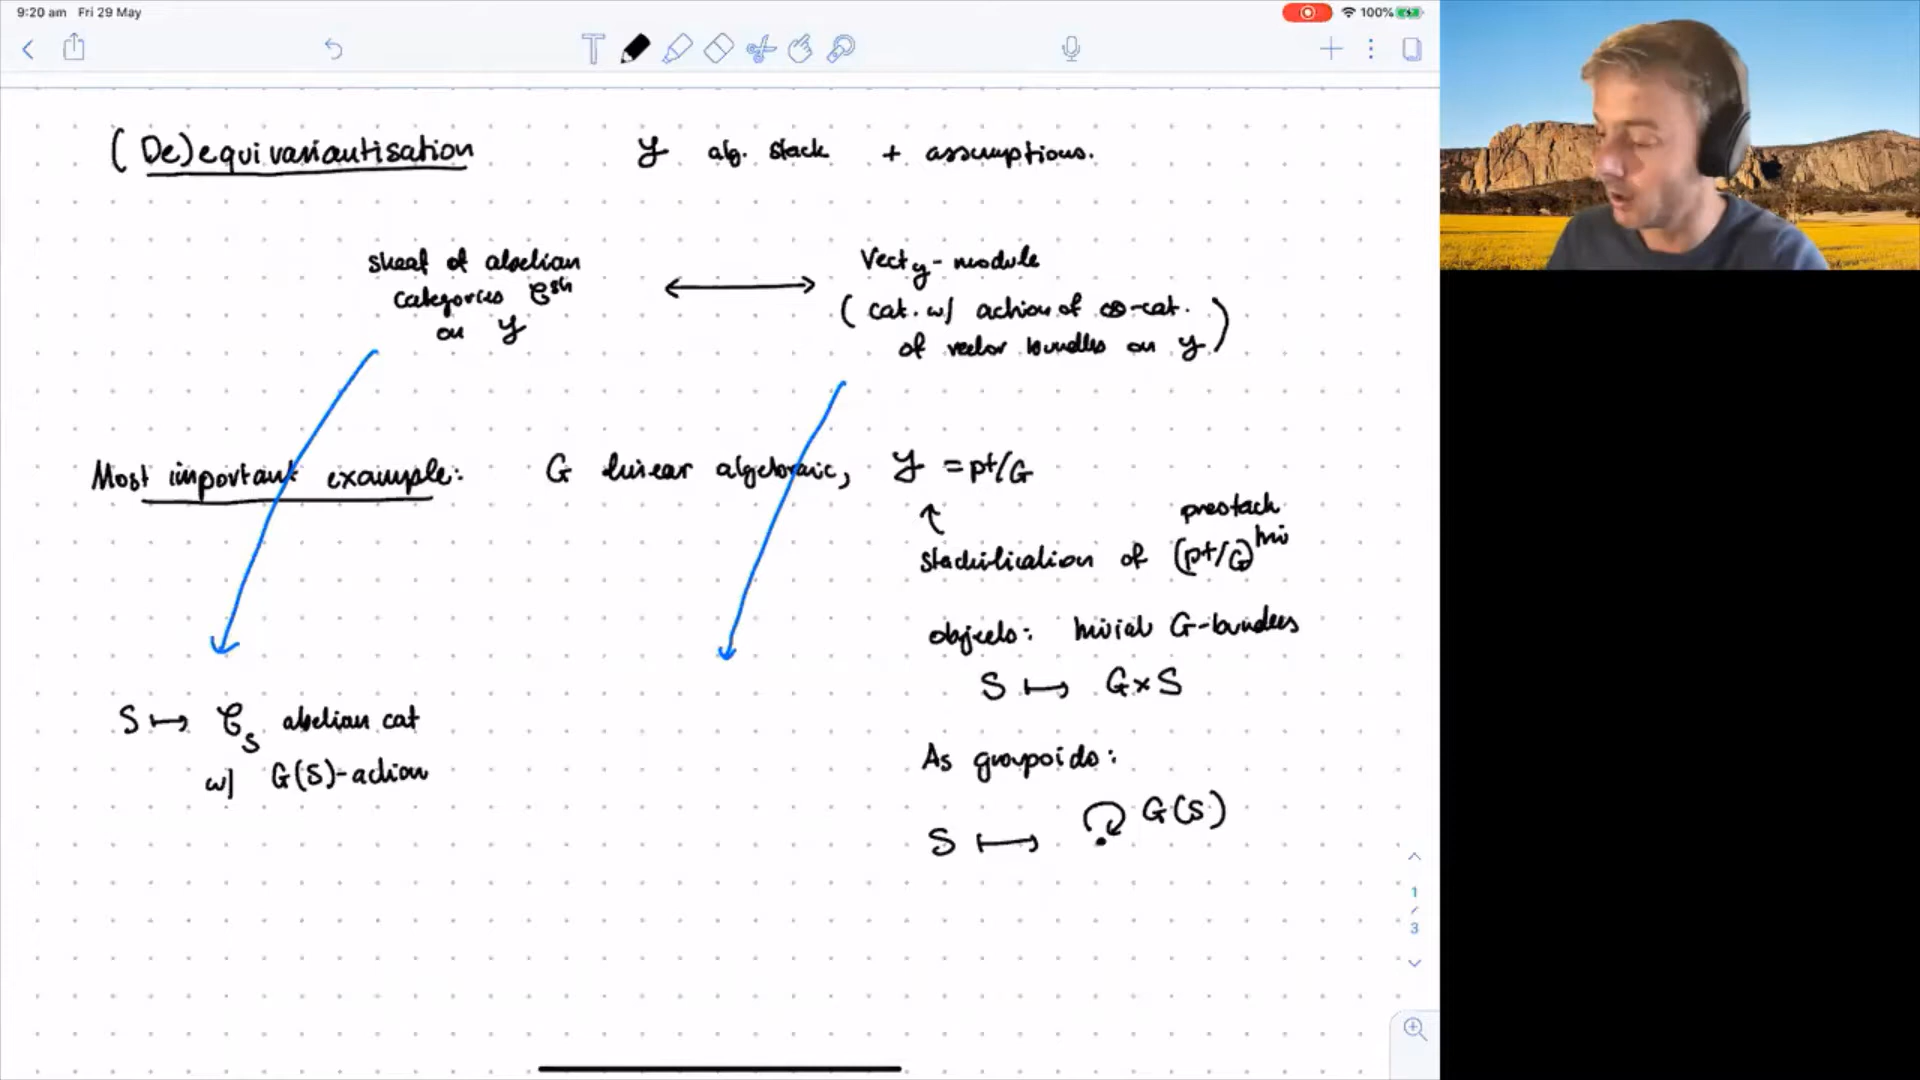 9:20 am Fri 29 May
100%
(De)equivariantisation
𝒴 alg. stack + assumptions.
sheaf of abelian
categories 𝒞^sh
on 𝒴
Vect_𝒴-module
(cat. w/ action of ⊗-cat.
of vector bundles on 𝒴)
Most important example: G linear algebraic, 𝒴 = pt/G
↑
prestack
stackification of (pt/G)^triv
objects: trivial G-bundles
S ↦ G×S
As groupoids:
S ↦ G(S)
S ↦ 𝒞_S abelian cat
w/ G(S)-action
1
/
3